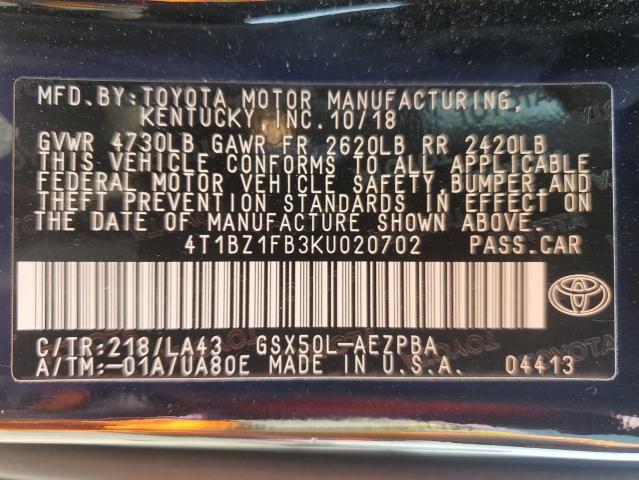 MFD.BY:TOYOTA MOTOR MANUFACTURING,
KENTUCKY, INC.10/18
GVWR 4730LB GAWR FR 2620LB RR 2420LB
THIS VEHICLE CONFORMS TO ALL APPLICABLE
FEDERAL MOTOR VEHICLE SAFETY,BUMPER,AND
THEFT PREVENTION STANDARDS IN EFFECT ON
THE DATE OF MANUFACTURE SHOWN ABOVE.
4T1BZ1FB3KU020702 PASS.CAR
C/TR:218/LA43 GSX50L-AEZPBA
A/TM:-01A/UA80E MADE IN U.S.A. 04413